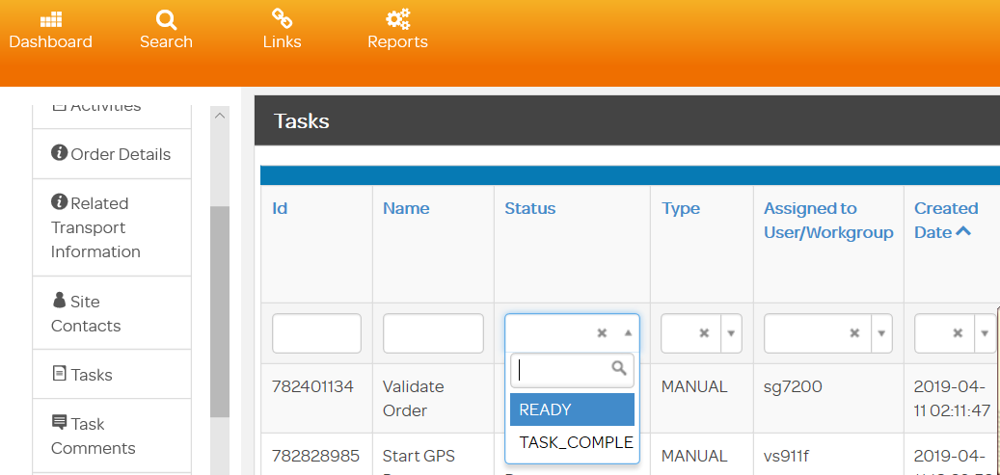 Dashboard
Search
Links
Reports
Activities
Order Details
Related
Transport
Information
Site
Contacts
Tasks
Task
Comments
Tasks
Id
Name
Status
Type
Assigned to
User/Workgroup
Created
Date
READY
TASK_COMPLE
782401134
Validate
Order
MANUAL
sg7200
2019-04-
11 02:11:47
782828985
Start GPS
MANUAL
vs911f
2019-04-